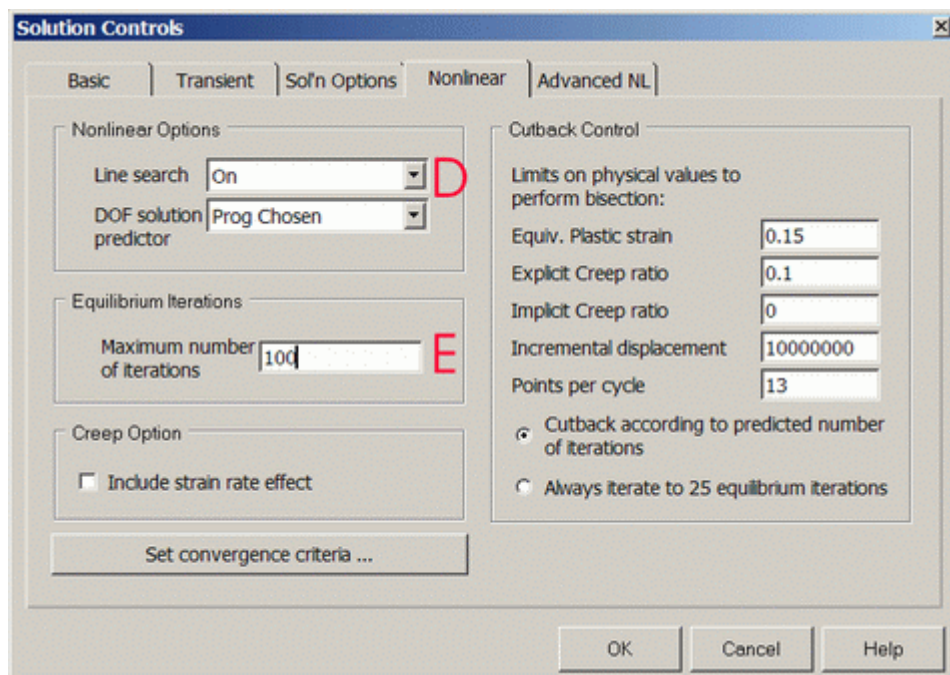 Solution Controls
Basic
Transient
Sol'n Options
Nonlinear
Advanced NL
Nonlinear Options
Line search
On
D
DOF solution
predictor
Prog Chosen
Equilibrium Iterations
Maximum number
of iterations
100
E
Creep Option
Include strain rate effect
Set convergence criteria ...
Cutback Control
Limits on physical values to
perform bisection:
Equiv. Plastic strain
0.15
Explicit Creep ratio
0.1
Implicit Creep ratio
0
Incremental displacement
10000000
Points per cycle
13
Cutback according to predicted number
of iterations
Always iterate to 25 equilibrium iterations
OK
Cancel
Help